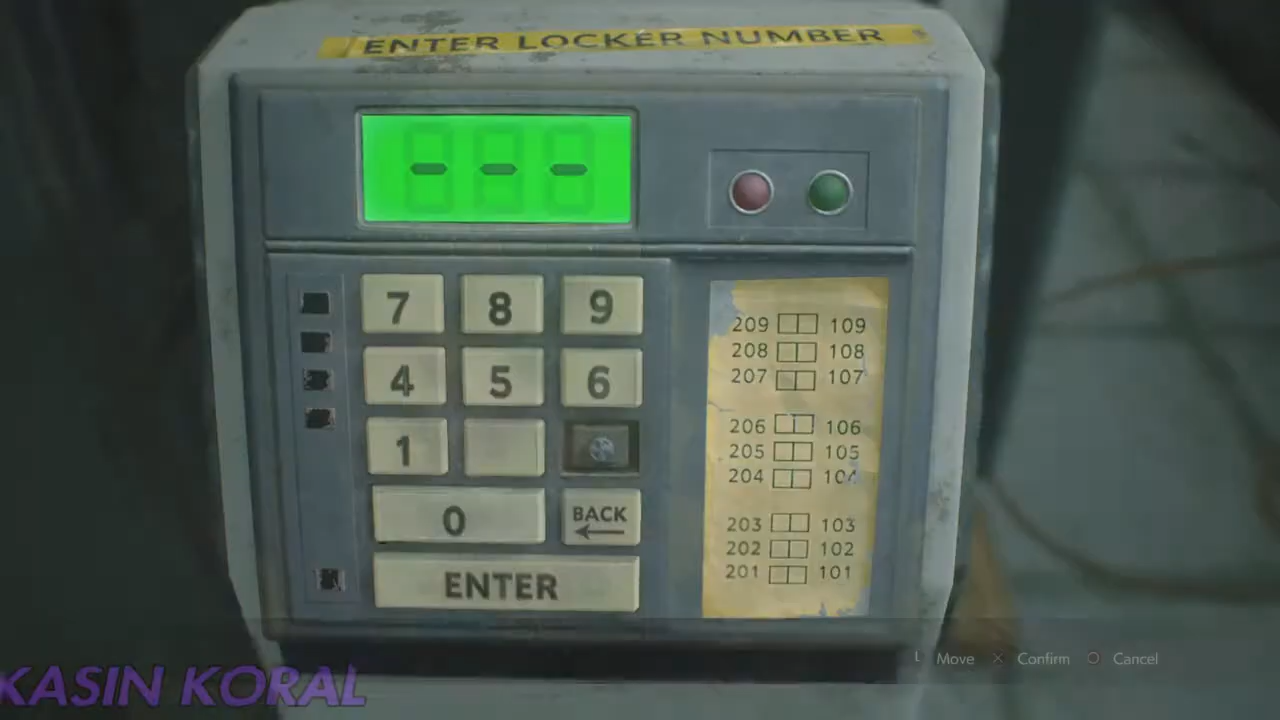 ENTER LOCKER NUMBER
- - -
7 8 9
4 5 6
1
0 BACK
ENTER
209 109
208 108
207 107
206 106
205 105
204 104
203 103
202 102
201 101
L Move X Confirm O Cancel
KASIN KORAL